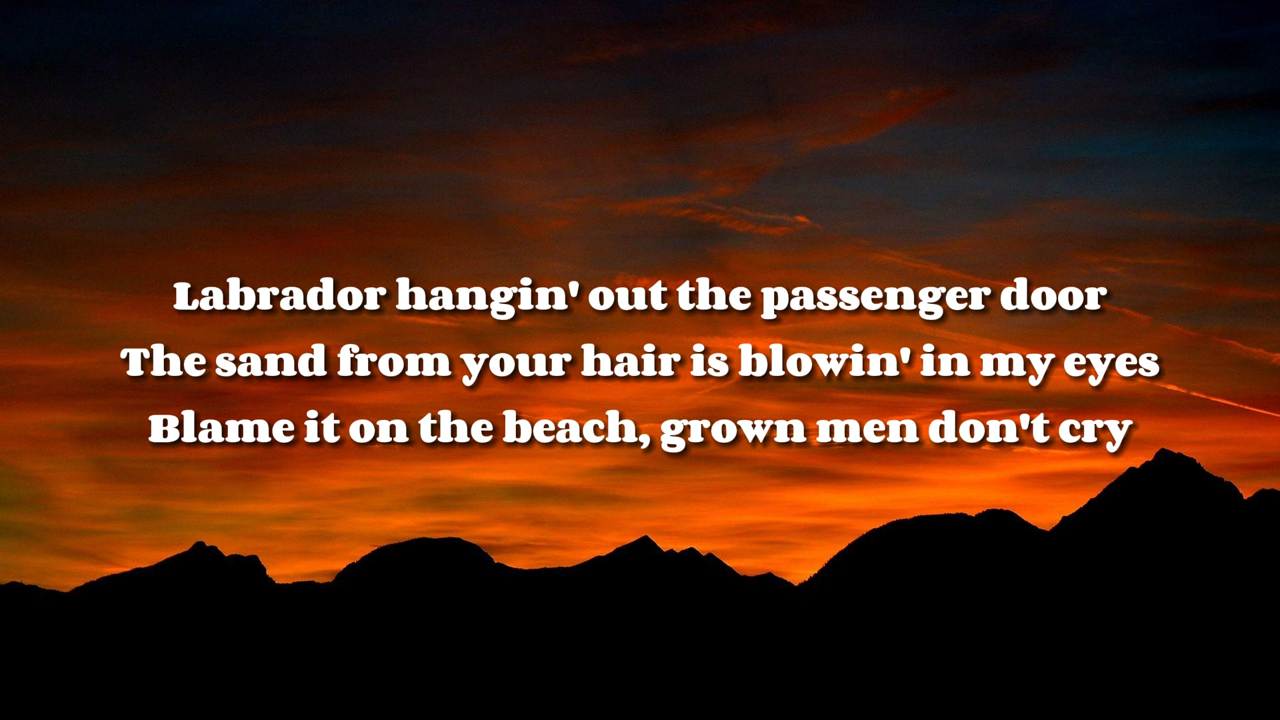 Labrador hangin' out the passenger door
The sand from your hair is blowin' in my eyes
Blame it on the beach, grown men don't cry